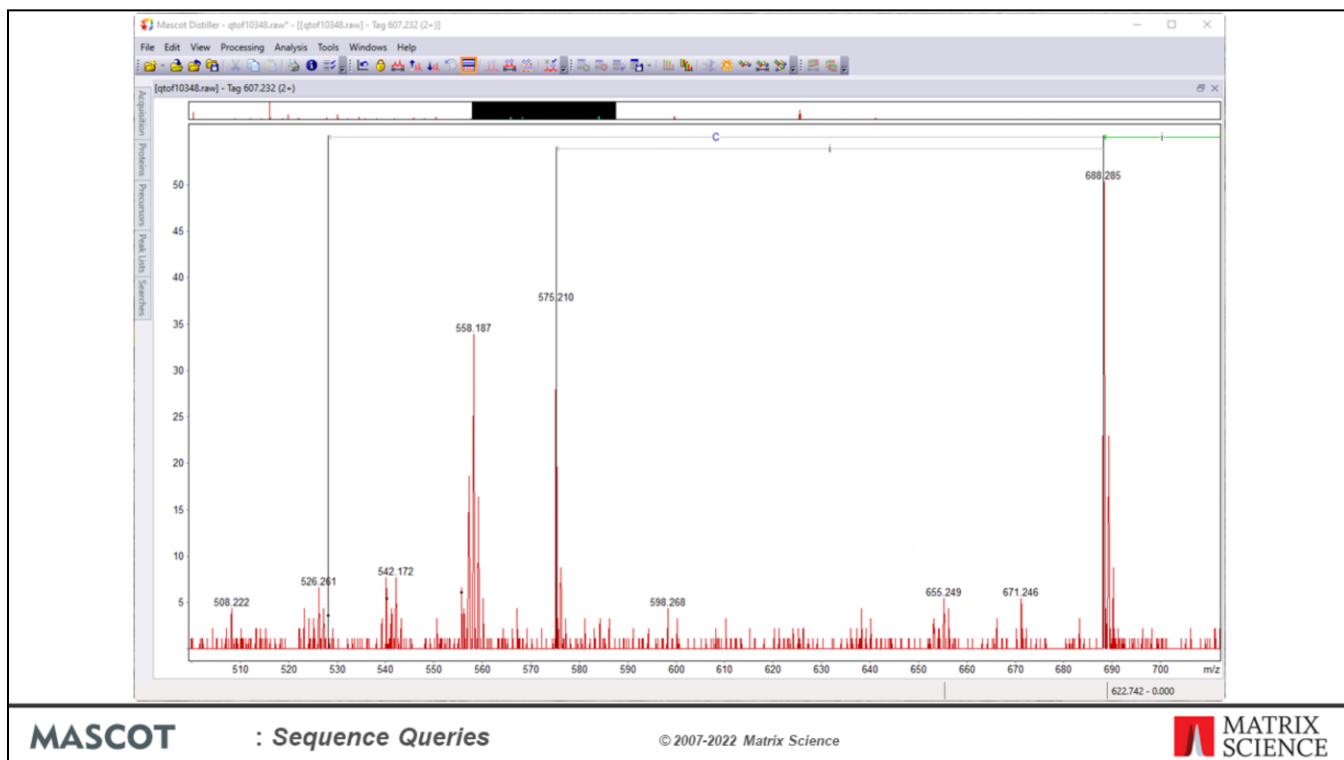 Mascot Distiller - qtof10348.raw* - [[qtof10348.raw] - Tag 607.232 (2+)]
File Edit View Processing Analysis Tools Windows Help
[qtof10348.raw] - Tag 607.232 (2+)
Acquisition
Proteins
Precursors
Peak Lists
Searches
C
i
i
688.285
575.210
558.187
542.172
526.261
508.222
598.268
655.249
671.246
50
45
40
35
30
25
20
15
10
5
510 520 530 540 550 560 570 580 590 600 610 620 630 640 650 660 670 680 690 700 m/z
622.742 - 0.000
MASCOT : Sequence Queries © 2007-2022 Matrix Science MATRIX
SCIENCE